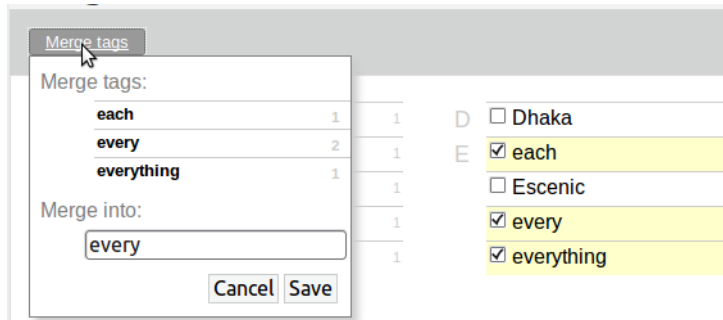 Merge tags
Merge tags:
each 1
every 2
everything 1
Merge into:
every
Cancel Save
1
1
1
1
1
D Dhaka
E each
Escenic
every
everything